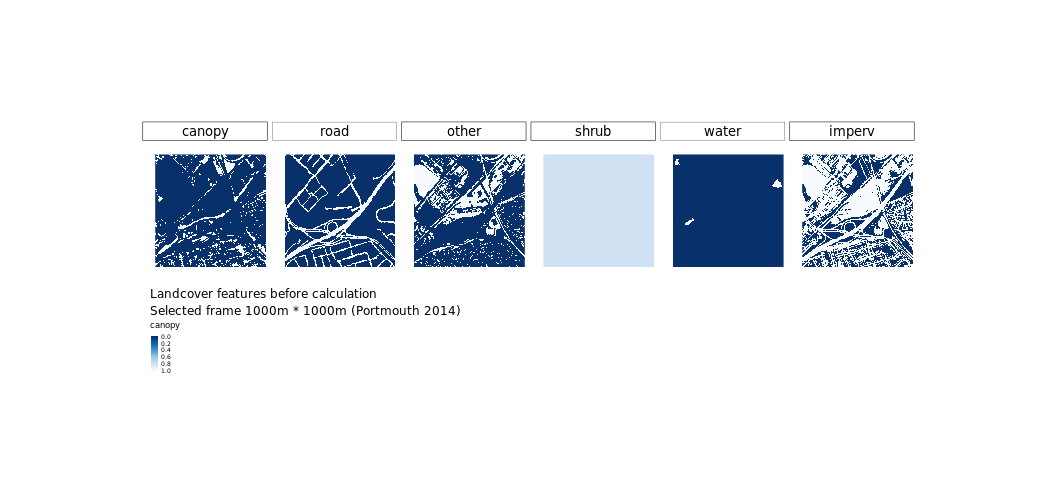 canopy road other shrub water imperv
Landcover features before calculation
Selected frame 1000m * 1000m (Portmouth 2014)
canopy
0.0
0.2
0.4
0.6
0.8
1.0